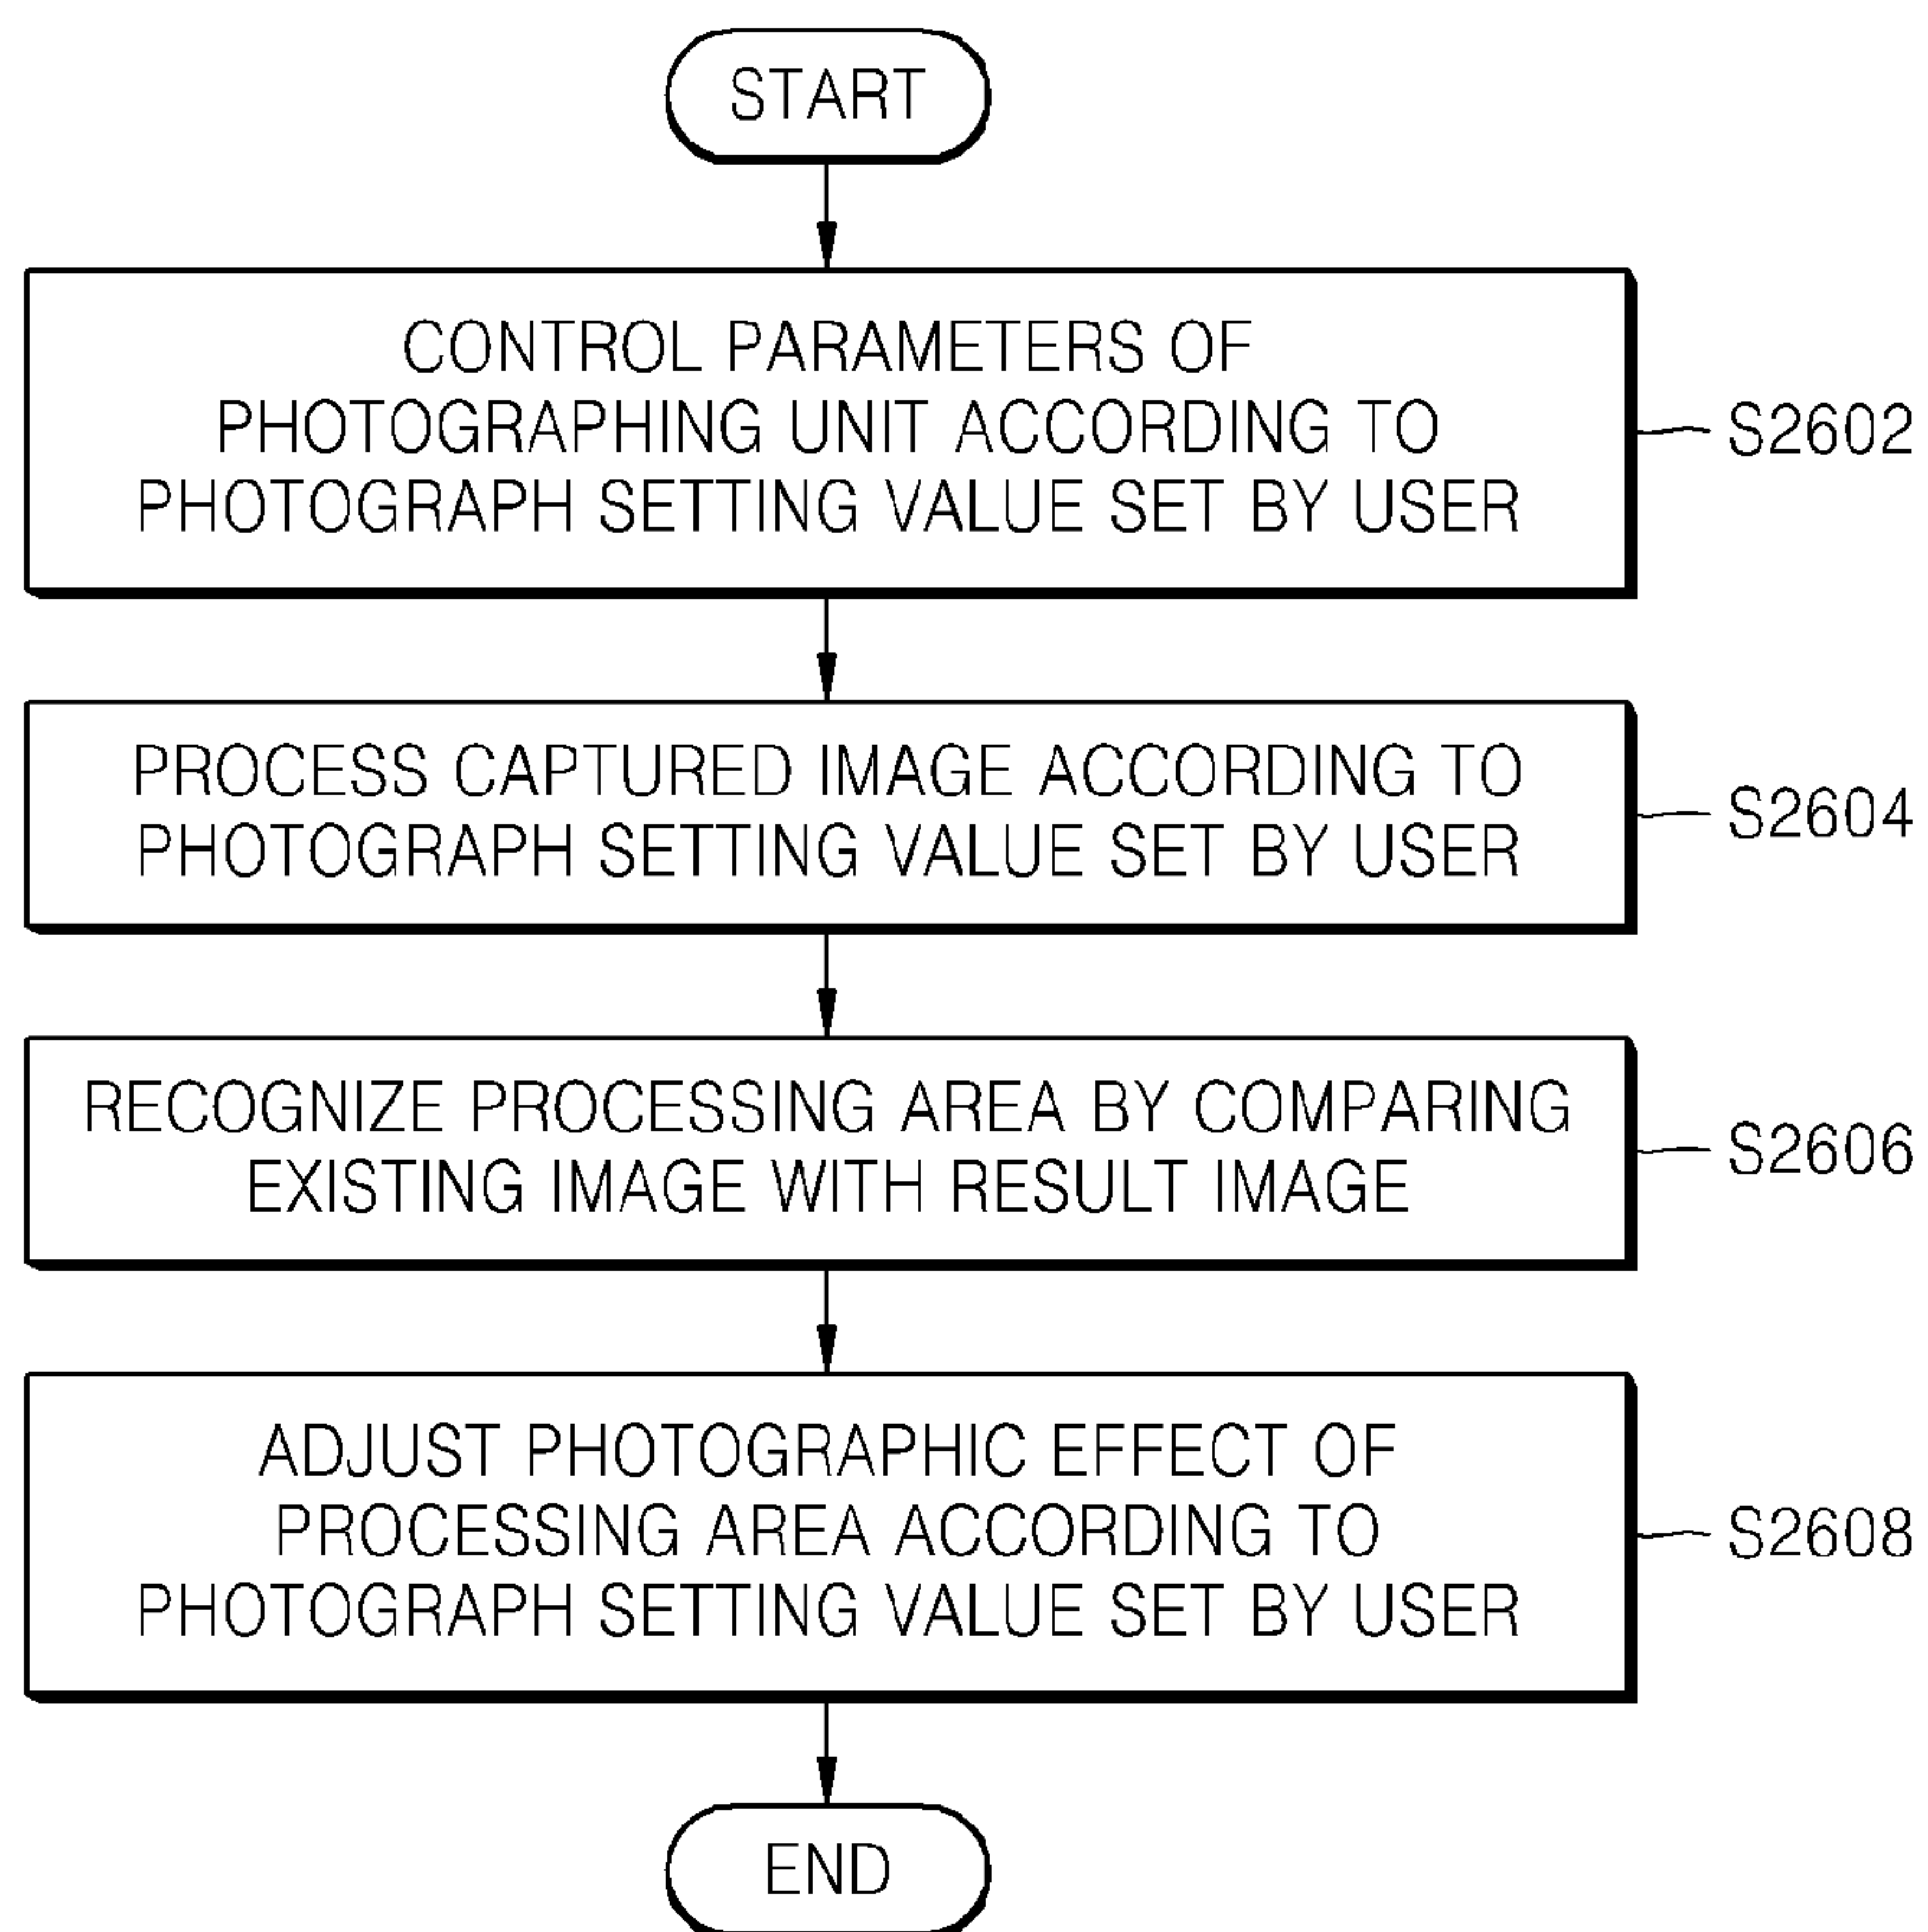 START
CONTROL PARAMETERS OF
PHOTOGRAPHING UNIT ACCORDING TO
PHOTOGRAPH SETTING VALUE SET BY USER
S2602
PROCESS CAPTURED IMAGE ACCORDING TO
PHOTOGRAPH SETTING VALUE SET BY USER
S2604
RECOGNIZE PROCESSING AREA BY COMPARING
EXISTING IMAGE WITH RESULT IMAGE
S2606
ADJUST PHOTOGRAPHIC EFFECT OF
PROCESSING AREA ACCORDING TO
PHOTOGRAPH SETTING VALUE SET BY USER
S2608
END